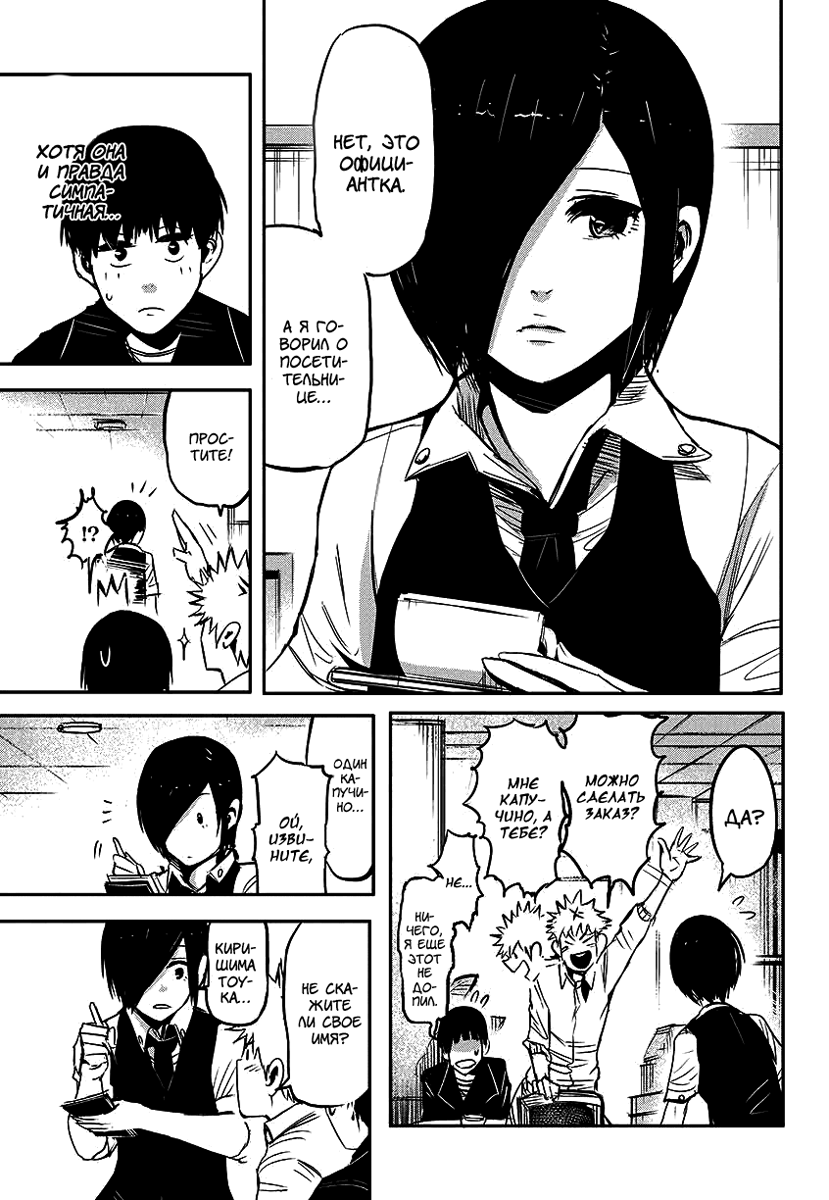 НЕТ, ЭТО
ОФИЦИ-
АНТКА.
А Я ГО-
ВОРИЛ О
ПОСЕТИ-
ТЕЛЬНИ-
ЦЕ...
ХОТЯ ОНА
И ПРАВДА
СИМПА-
ТИЧНАЯ...
ПРОС-
ТИТЕ!
!?
ДА?
МОЖНО
СДЕЛАТЬ
ЗАКАЗ?
МНЕ КАПУ-
ЧИНО, А
ТЕБЕ?
НЕ...
НИ-
ЧЕГО,
Я ЕЩЕ
ЭТОТ
НЕ ДО-
ПИЛ.
ОДИН
КА-
ПУЧИ-
НО...
ОЙ,
ИЗВИ-
НИТЕ,
НЕ СКА-
ЖИТЕ
ЛИ СВОЕ
ИМЯ?
КИРИ-
ШИМА
ТОУ-
КА...